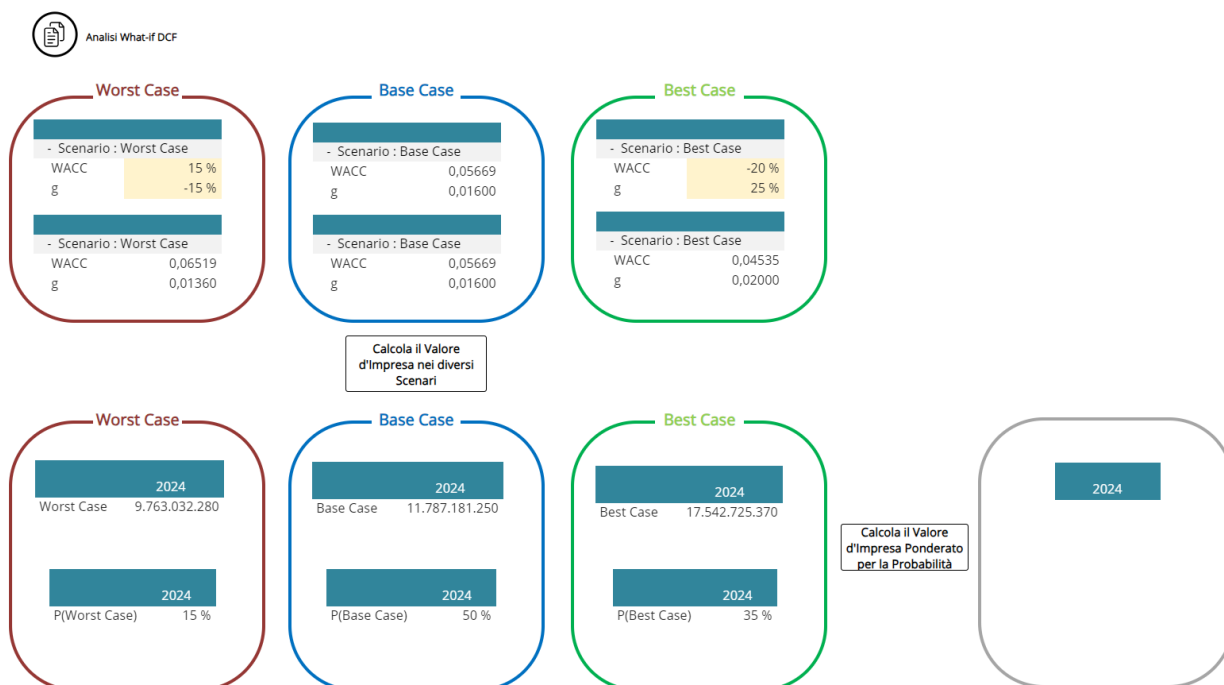 Analisi What-if DCF
Worst Case
- Scenario : Worst Case
WACC 15 %
g -15 %
- Scenario : Worst Case
WACC 0,06519
g 0,01360
Base Case
- Scenario : Base Case
WACC 0,05669
g 0,01600
- Scenario : Base Case
WACC 0,05669
g 0,01600
Best Case
- Scenario : Best Case
WACC -20 %
g 25 %
- Scenario : Best Case
WACC 0,04535
g 0,02000
Calcola il Valore
d'Impresa nei diversi
Scenari
Worst Case
2024
Worst Case 9.763.032.280
2024
P(Worst Case) 15 %
Base Case
2024
Base Case 11.787.181.250
2024
P(Base Case) 50 %
Best Case
2024
Best Case 17.542.725.370
2024
P(Best Case) 35 %
Calcola il Valore
d'Impresa Ponderato
per la Probabilità
2024